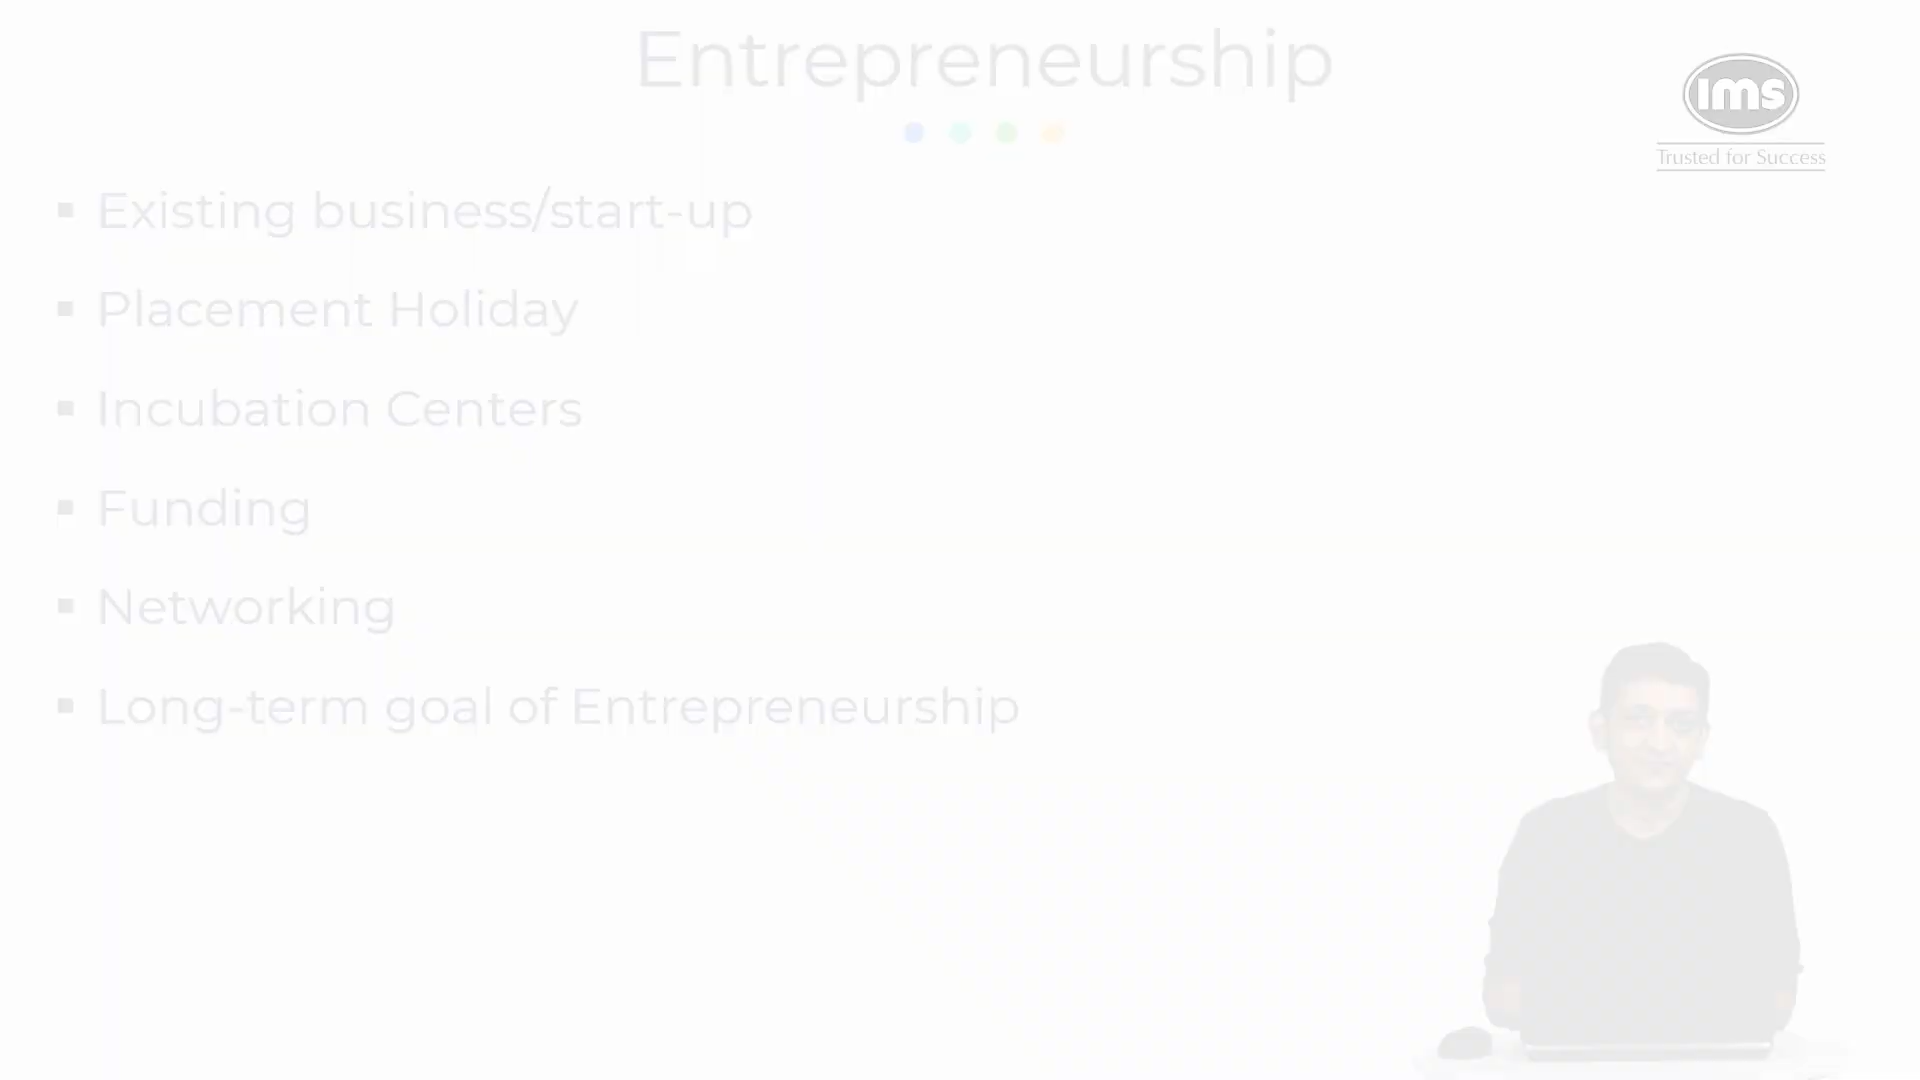 Entrepreneurship
ims
Trusted for Success
Existing business/start-up
Placement Holiday
Incubation Centers
Funding
Networking
Long-term goal of Entrepreneurship